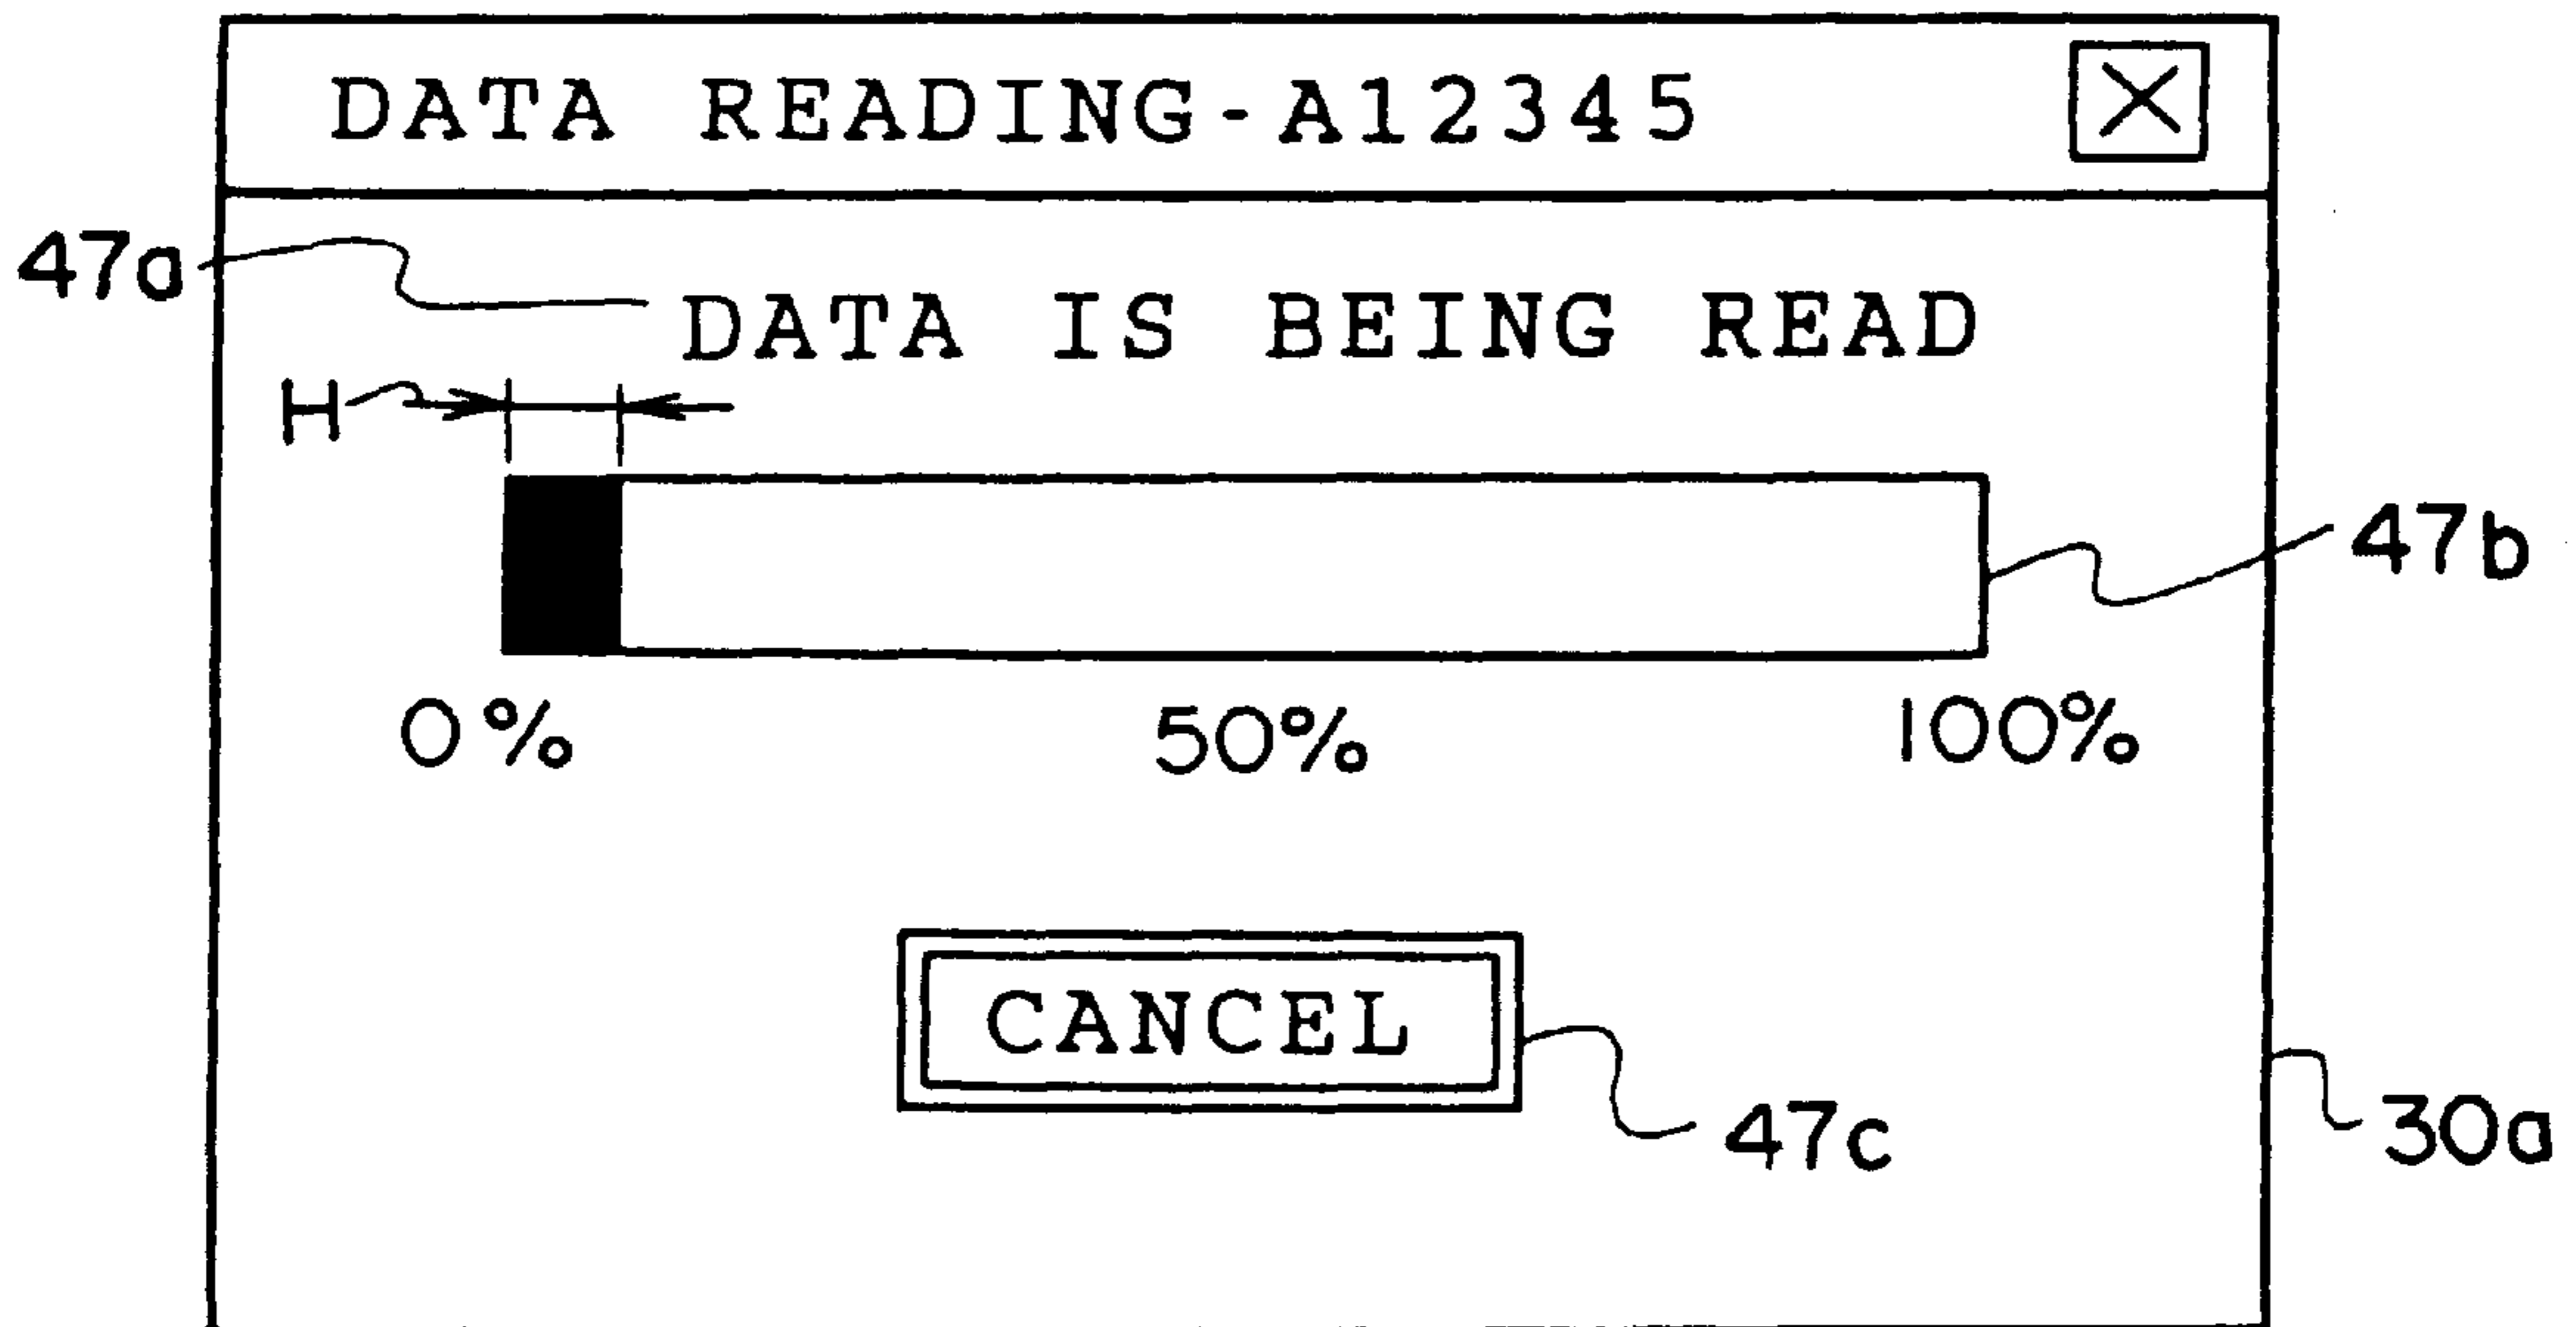 DATA READING-A12345
47a
DATA IS BEING READ
H
47b
0% 50% 100%
CANCEL
47c
30a